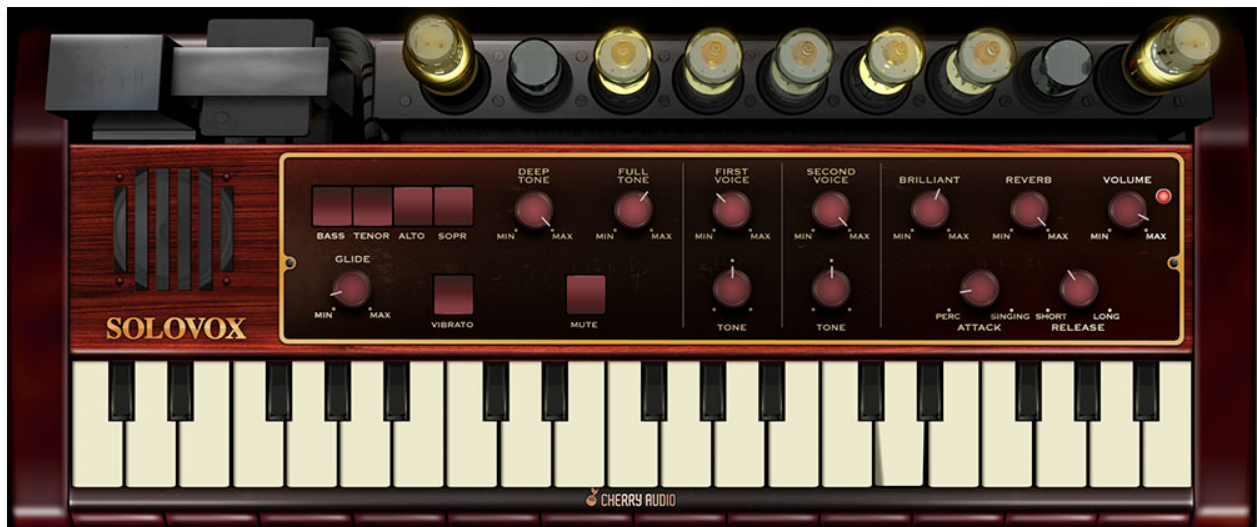 DEEP
TONE
FULL
TONE
FIRST
VOICE
SECOND
VOICE
BRILLIANT
REVERB
VOLUME
BASS TENOR ALTO SOPR
MIN MAX
MIN MAX
MIN MAX
MIN MAX
MIN MAX
MIN MAX
MIN MAX
GLIDE
MIN MAX
VIBRATO
MUTE
TONE
TONE
PERC SINGING
ATTACK
SHORT LONG
RELEASE
SOLOVOX
CHERRY AUDIO